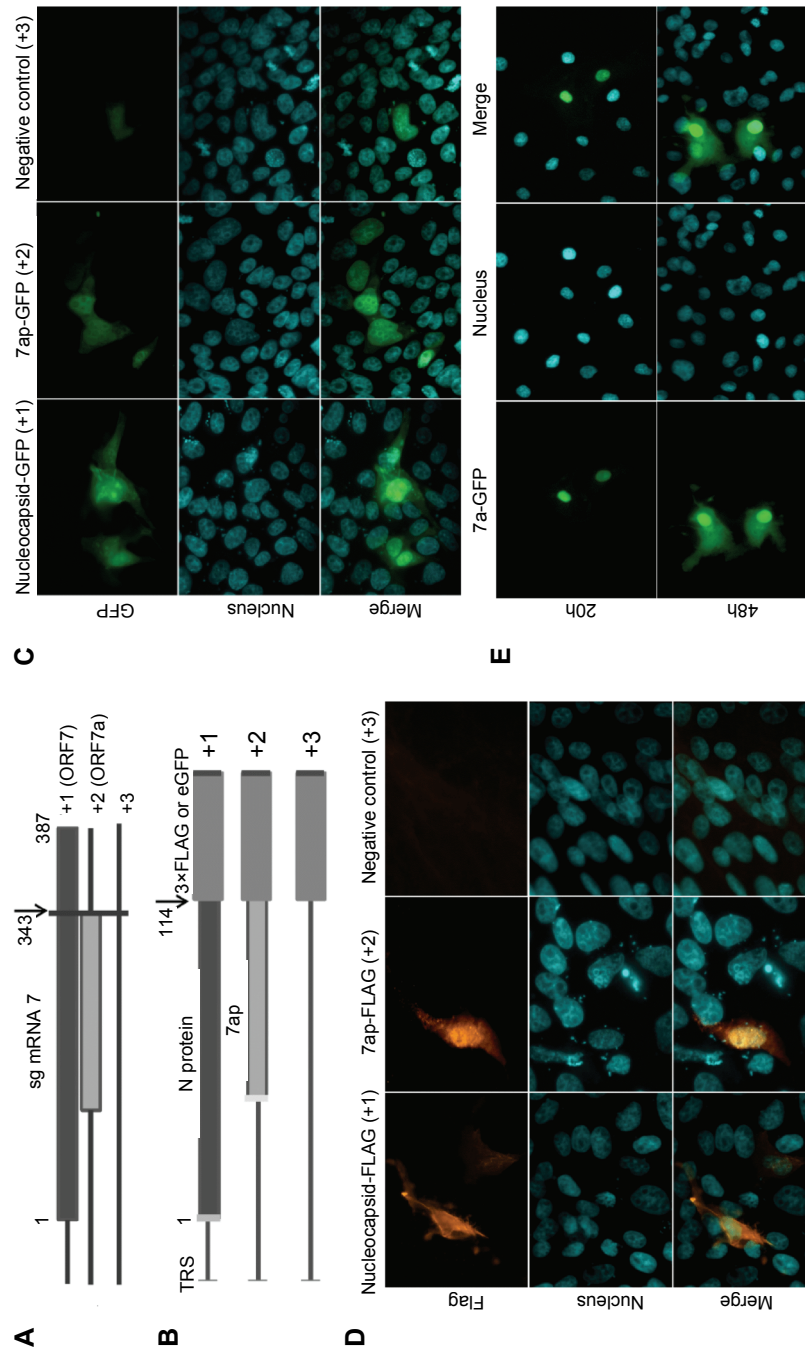 A
sg mRNA 7
1
343
387
+1 (ORF7)
+2 (ORF7a)
+3
B
TRS
1
N protein
114
3×FLAG or eGFP
+1
7ap
+2
+3
C
Nucleocapsid-GFP (+1)
7ap-GFP (+2)
Negative control (+3)
GFP
Nucleus
Merge
D
Nucleocapsid-FLAG (+1)
7ap-FLAG (+2)
Negative control (+3)
Flag
Nucleus
Merge
E
7a-GFP
Nucleus
Merge
20h
48h